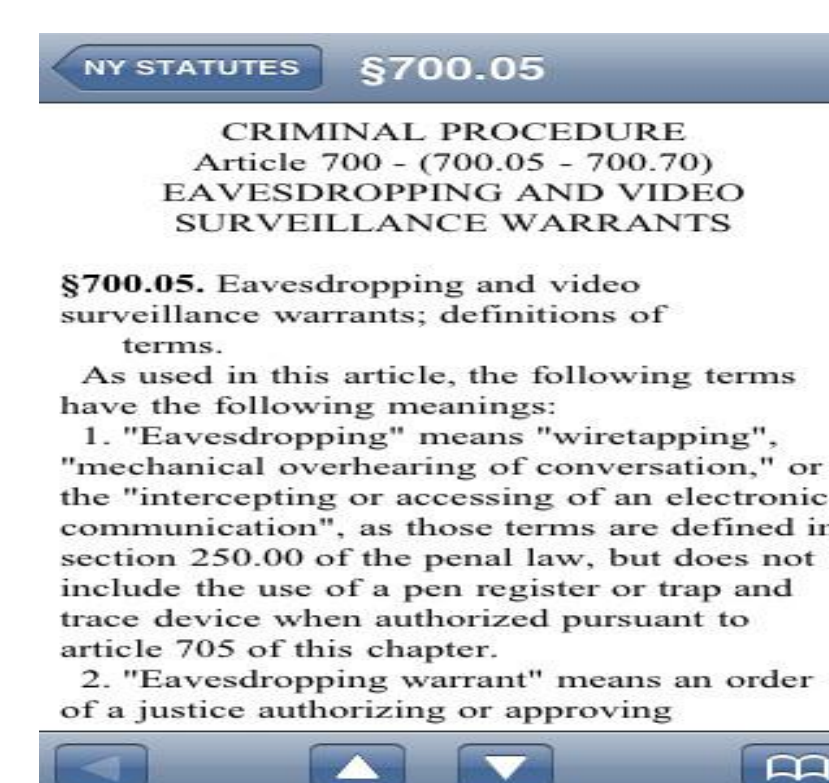 NY STATUTES §700.05
CRIMINAL PROCEDURE
Article 700 - (700.05 - 700.70)
EAVESDROPPING AND VIDEO
SURVEILLANCE WARRANTS
§700.05. Eavesdropping and video
surveillance warrants; definitions of
terms.
As used in this article, the following terms
have the following meanings:
1. "Eavesdropping" means "wiretapping",
"mechanical overhearing of conversation," or
the "intercepting or accessing of an electronic
communication", as those terms are defined in
section 250.00 of the penal law, but does not
include the use of a pen register or trap and
trace device when authorized pursuant to
article 705 of this chapter.
2. "Eavesdropping warrant" means an order
of a justice authorizing or approving